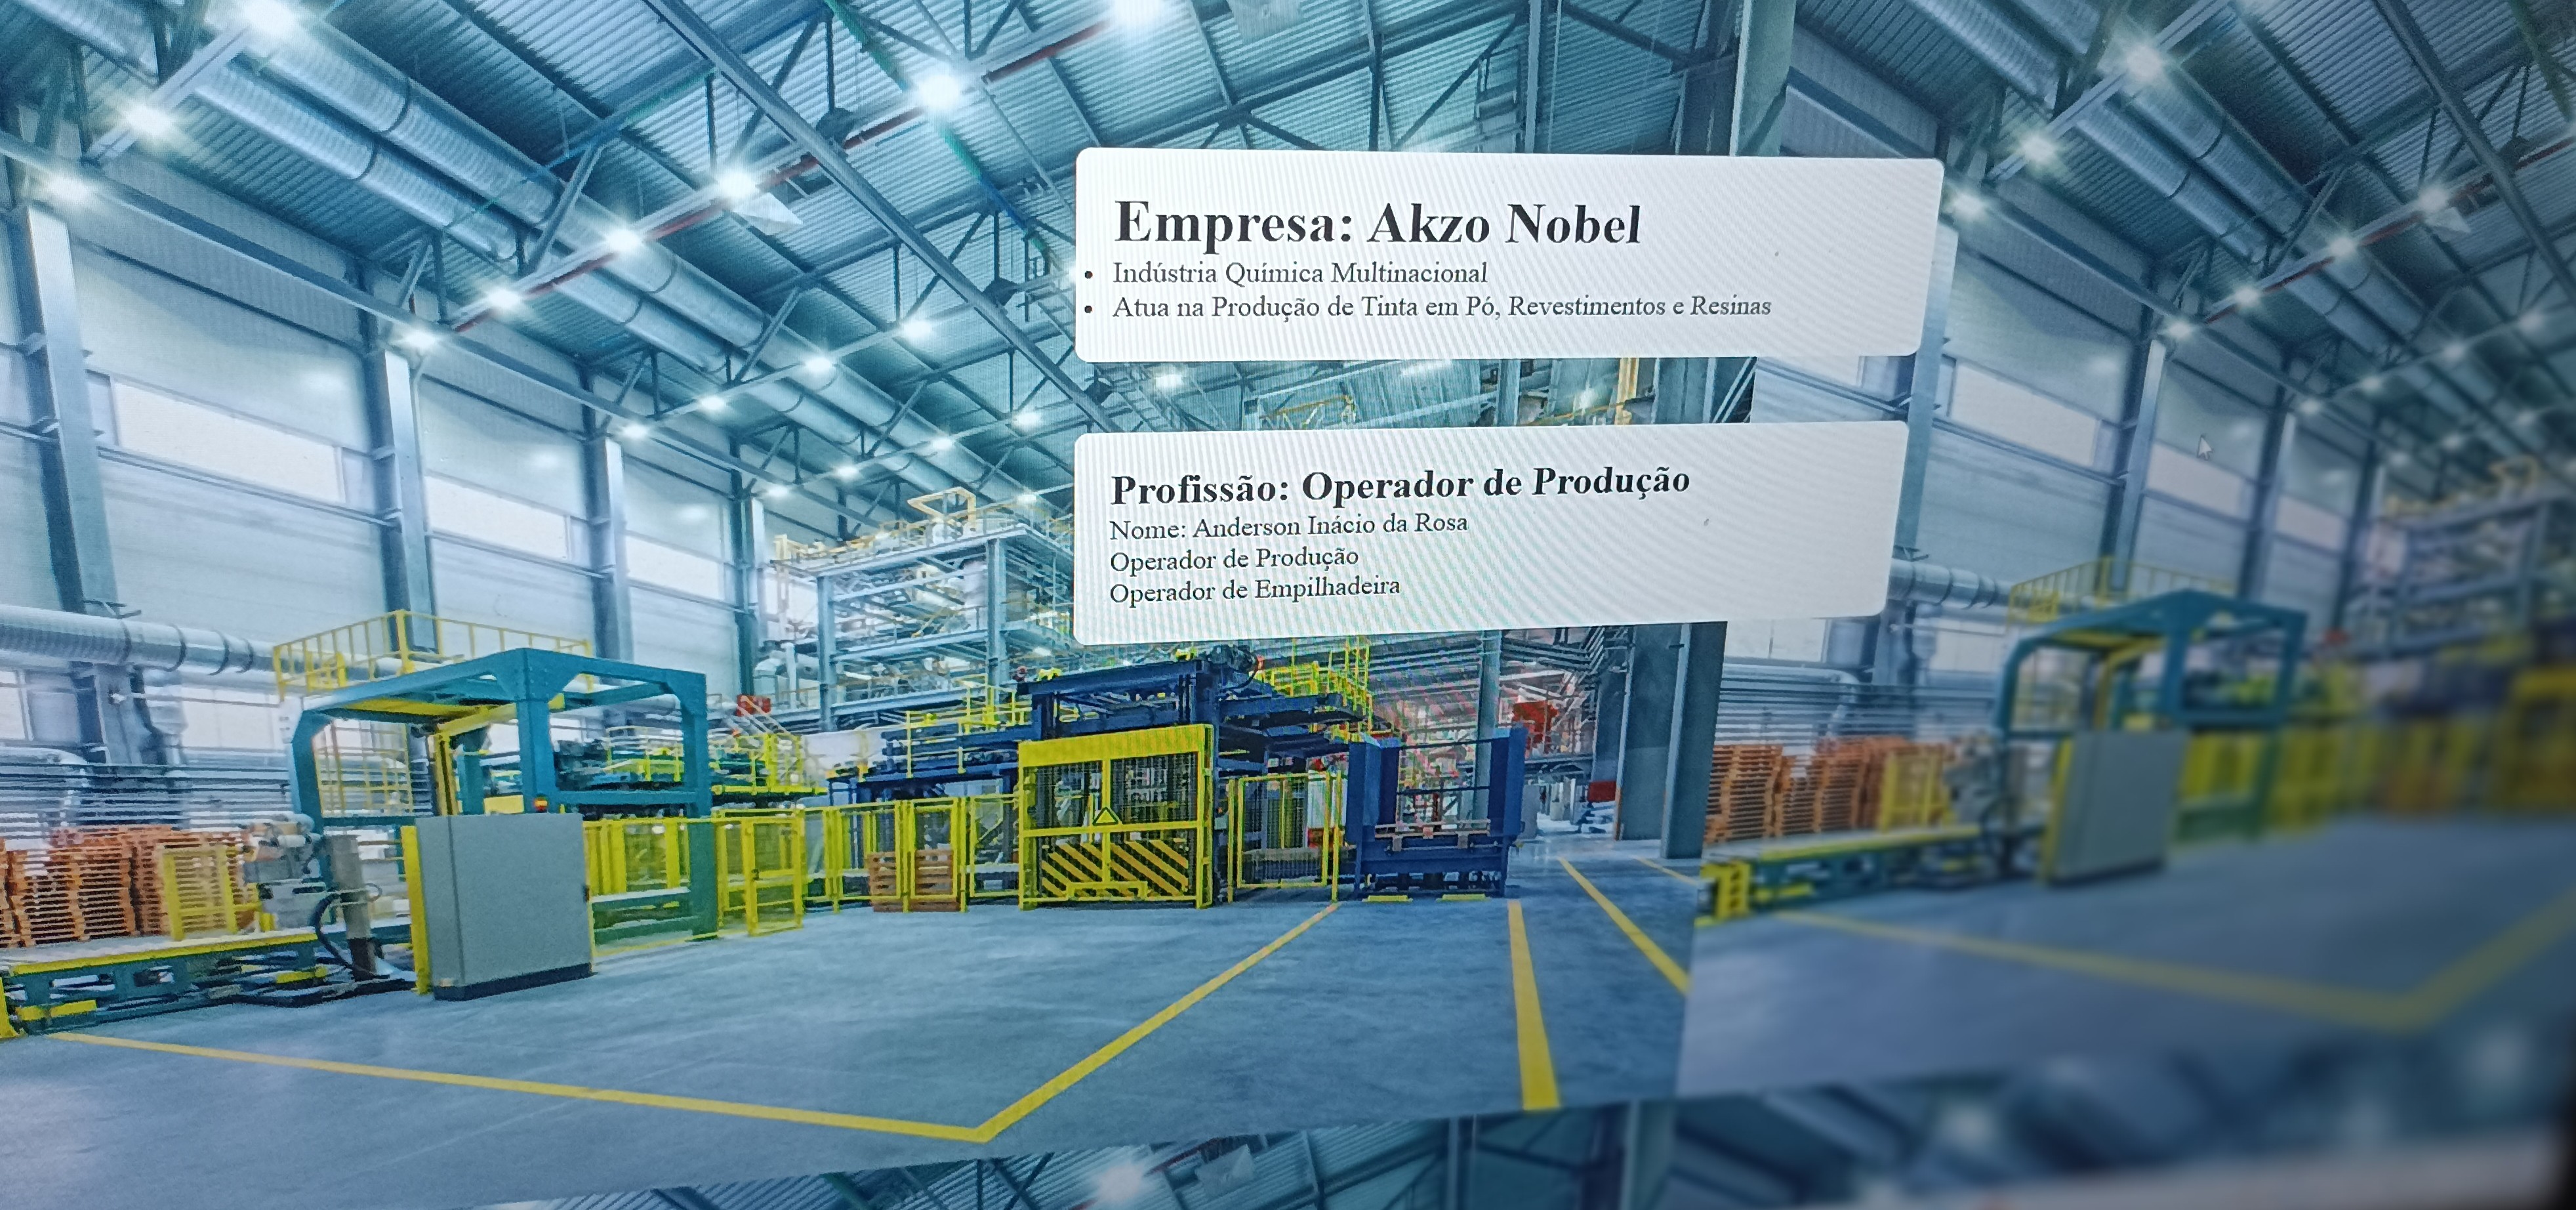 Empresa: Akzo Nobel
• Indústria Química Multinacional
• Atua na Produção de Tinta em Pó, Revestimentos e Resinas
Profissão: Operador de Produção
Nome: Anderson Inácio da Rosa
Operador de Produção
Operador de Empilhadeira